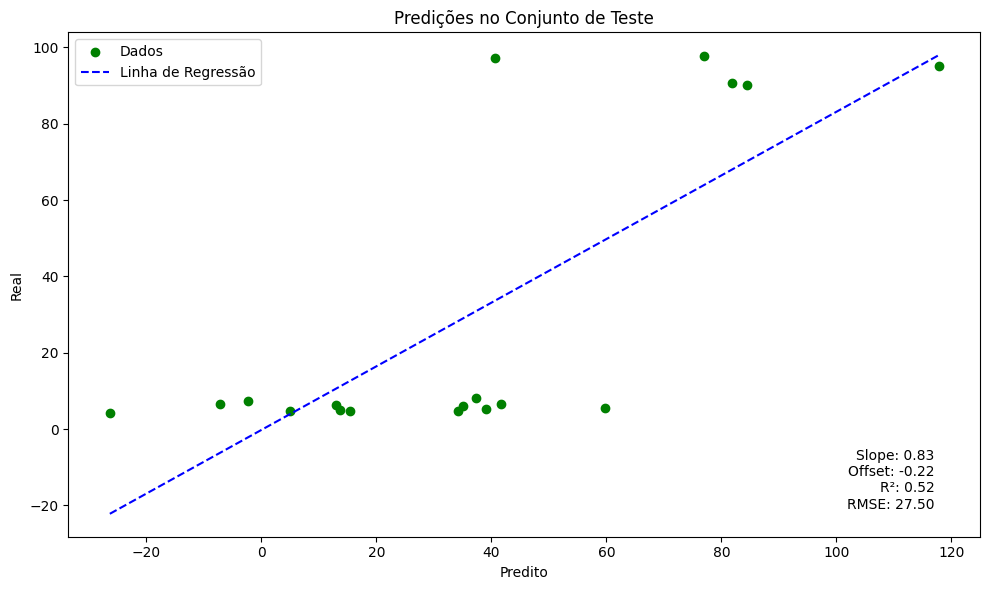 Predições no Conjunto de Teste
Dados
Linha de Regressão
100
80
60
40
20
0
−20
Real
Slope: 0.83
Offset: -0.22
R²: 0.52
RMSE: 27.50
−20
0
20
40
60
80
100
120
Predito